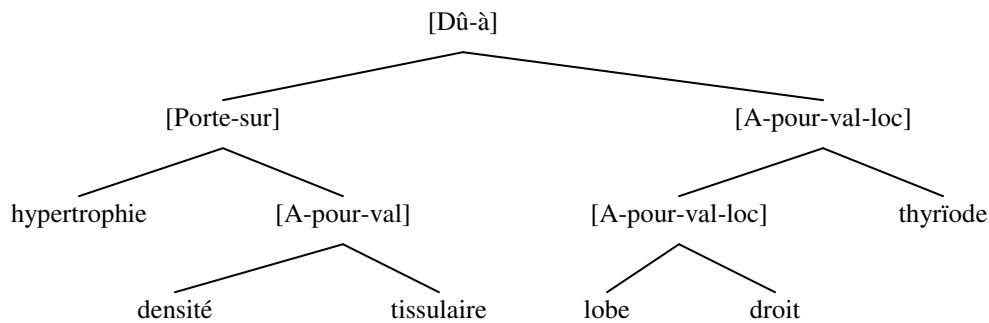 [Dû-à]
[Porte-sur] [A-pour-val-loc]
hypertrophie [A-pour-val] [A-pour-val-loc] thyrïode
densité tissulaire lobe droit